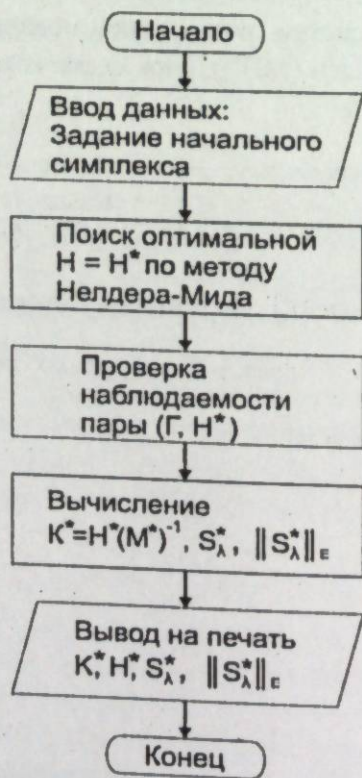 Начало
Ввод данных:
Задание начального
симплекса
Поиск оптимальной
H = H* по методу
Нелдера-Мида
Проверка
наблюдаемости
пары (Г, H*)
Вычисление
K*=H*(M*)⁻¹, S*λ, ‖S*λ‖E
Вывод на печать
K*, H*, S*λ, ‖S*λ‖E
Конец